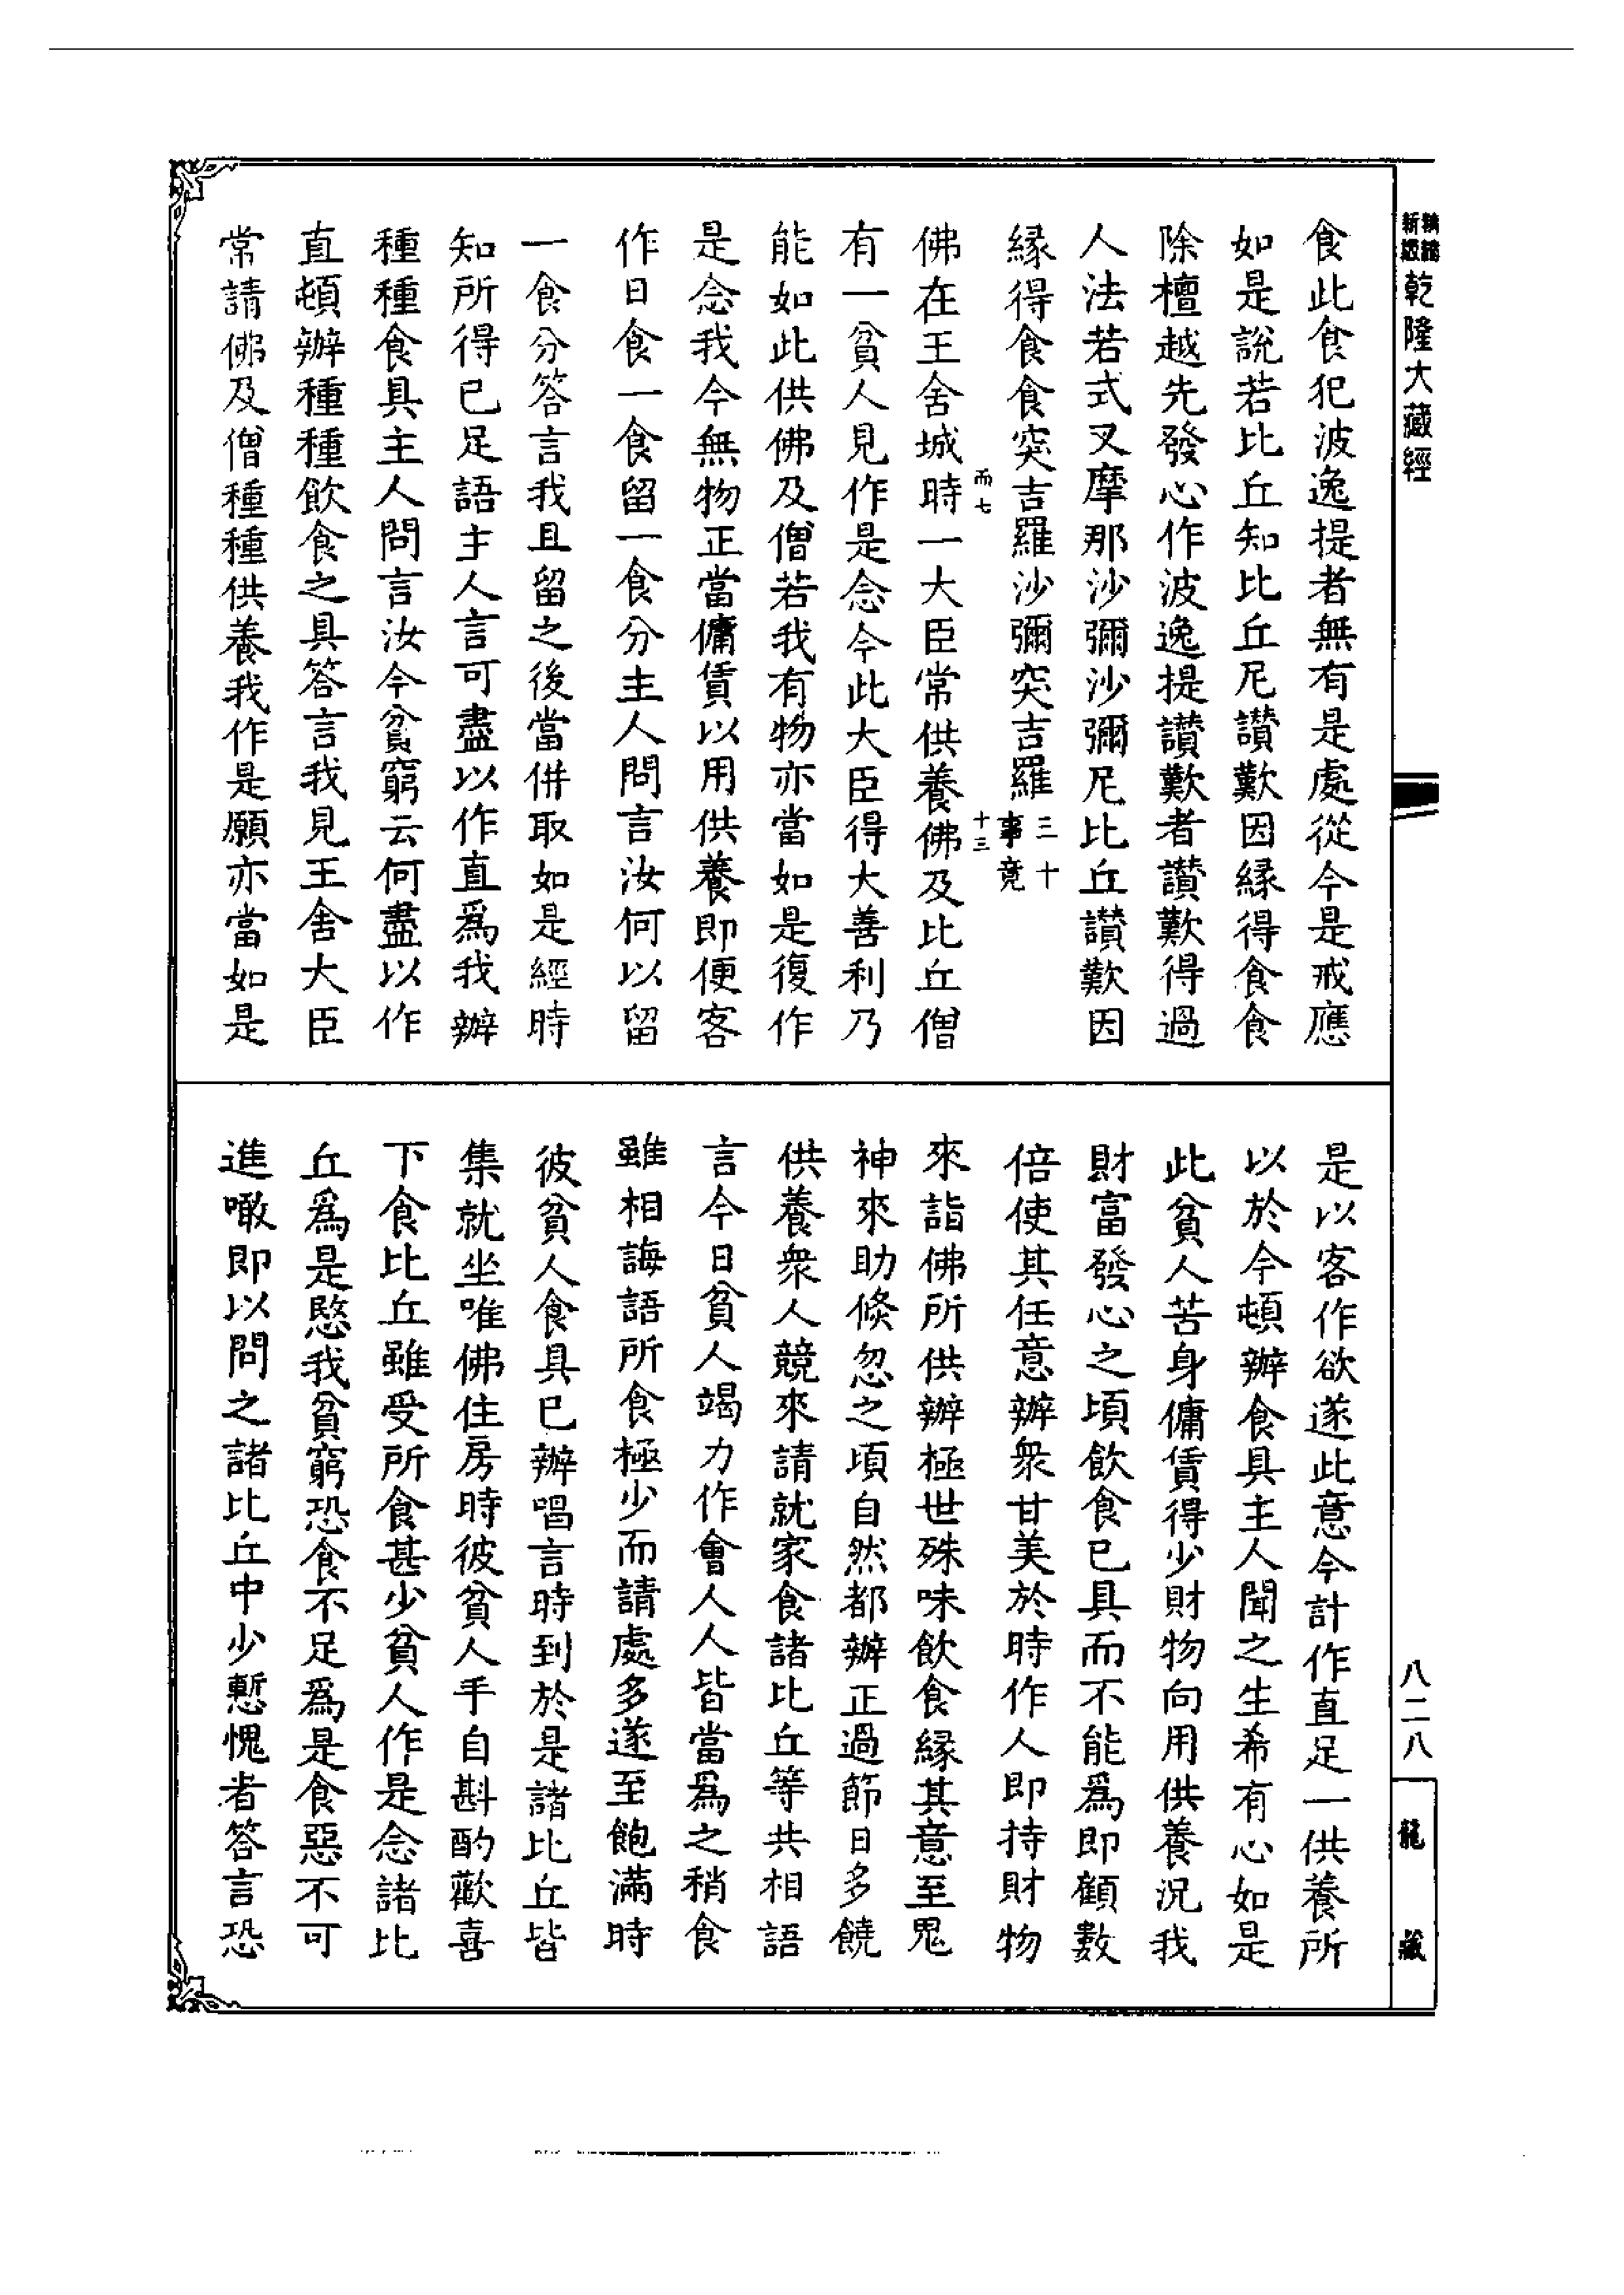 新編縮版乾隆大藏經
食此食犯波逸提者無有是處從今是戒應
如是說若比丘知比丘尼讚歎因緣得食食
除檀越先發心作波逸提讚歎者讚歎得過
人法若式叉摩那沙彌沙彌尼比丘讚歎因
緣得食食突吉羅沙彌突吉羅三十事竟
而七 十三
佛在王舍城時一大臣常供養佛及比丘僧
有一貧人見作是念今此大臣得大善利乃
能如此供佛及僧若我有物亦當如是復作
是念我今無物正當傭賃以用供養即便客
作日食一食留一食分主人問言汝何以留
一食分答言我且留之後當併取如是經時
知所得已足語主人言可盡以作直為我辦
種種食具主人問言汝今貧窮云何盡以作
直頓辦種種飲食之具答言我見王舍大臣
常請佛及僧種種供養我作是願亦當如是
是以客作欲遂此意今計作直足一供養所
以於今頓辦食具主人聞之生希有心如是
此貧人苦身傭賃得少財物向用供養況我
財富發心之頃飲食已具而不能為即顧數
倍使其任意辦衆甘美於時作人即持財物
來詣佛所供辦極世殊味飲食緣其意至鬼
神來助倏忽之頃自然都辦正過節日多饒
供養衆人競來請就家食諸比丘等共相語
言今日貧人竭力作會人人皆當為之稍食
雖相誨語所食極少而請處多遂至飽滿時
彼貧人食具已辦唱言時到於是諸比丘皆
集就坐唯佛住房時彼貧人手自斟酌歡喜
下食比丘雖受所食甚少貧人作是念諸比
丘為是愍我貧窮恐食不足為是食惡不可
進噉即以問之諸比丘中少慙愧者答言恐
八二八
龍藏